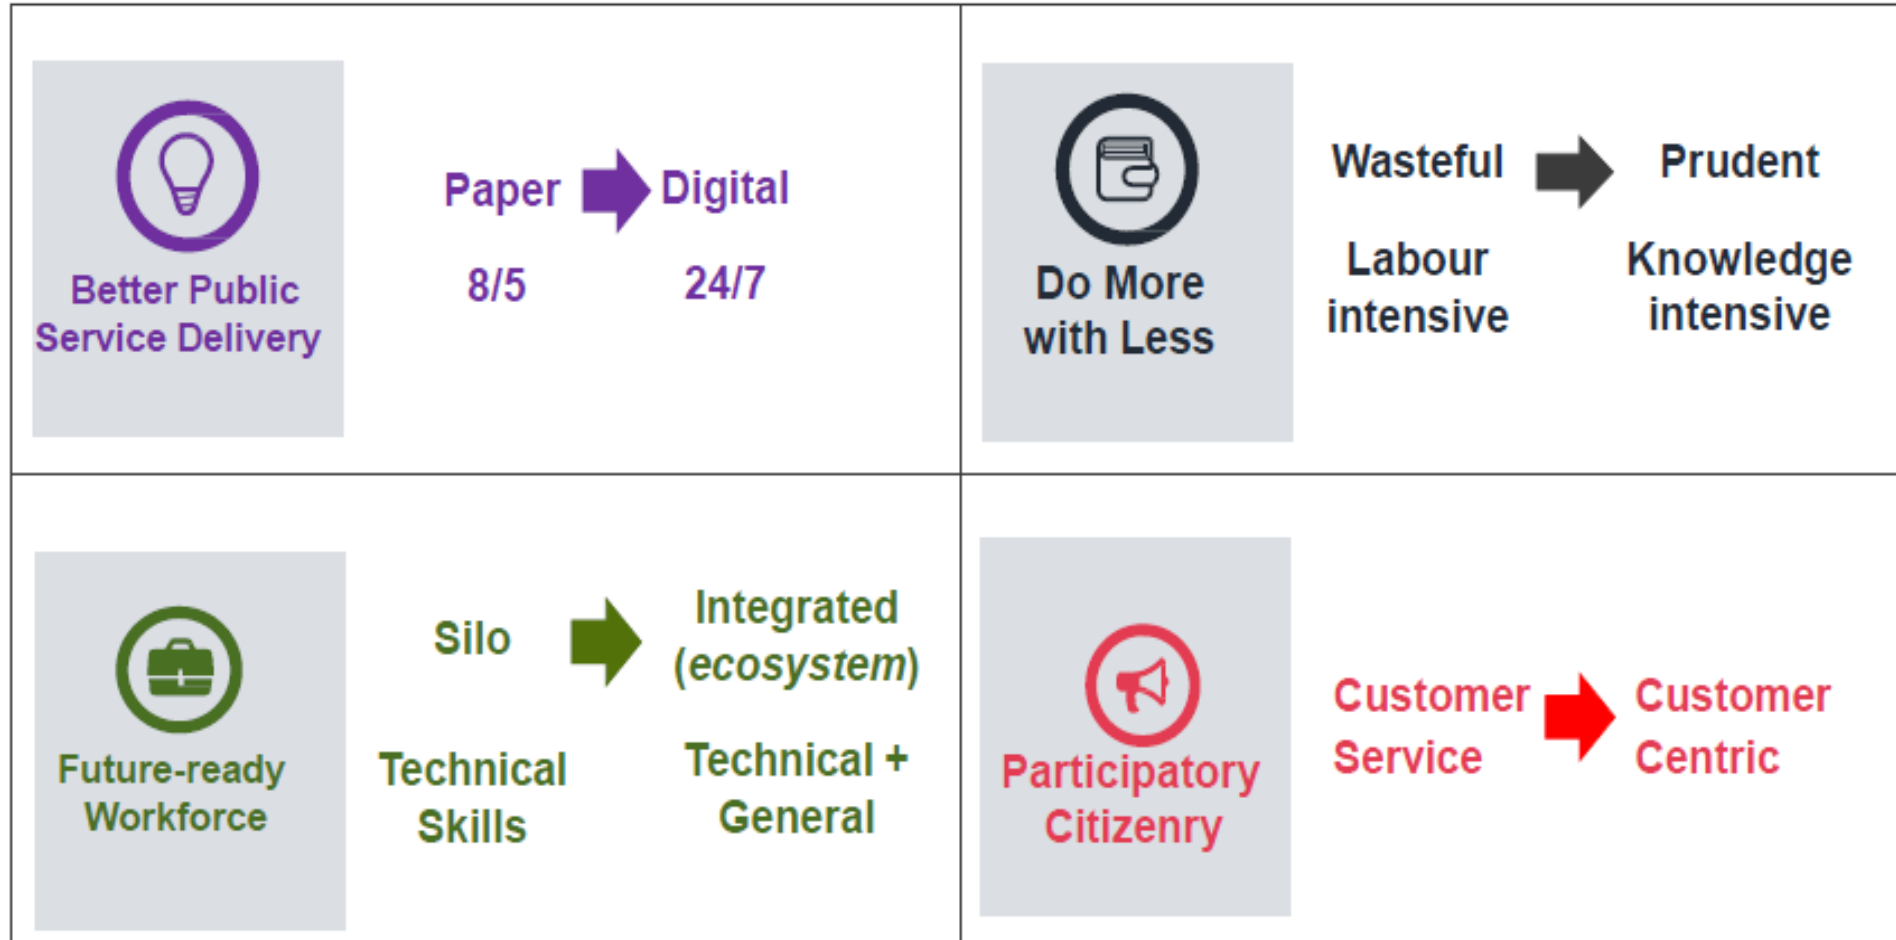 Better Public
Service Delivery
Paper
Digital
8/5
24/7
Do More
with Less
Wasteful
Prudent
Labour
intensive
Knowledge
intensive
Future-ready
Workforce
Silo
Integrated
(ecosystem)
Technical
Skills
Technical +
General
Participatory
Citizenry
Customer
Service
Customer
Centric